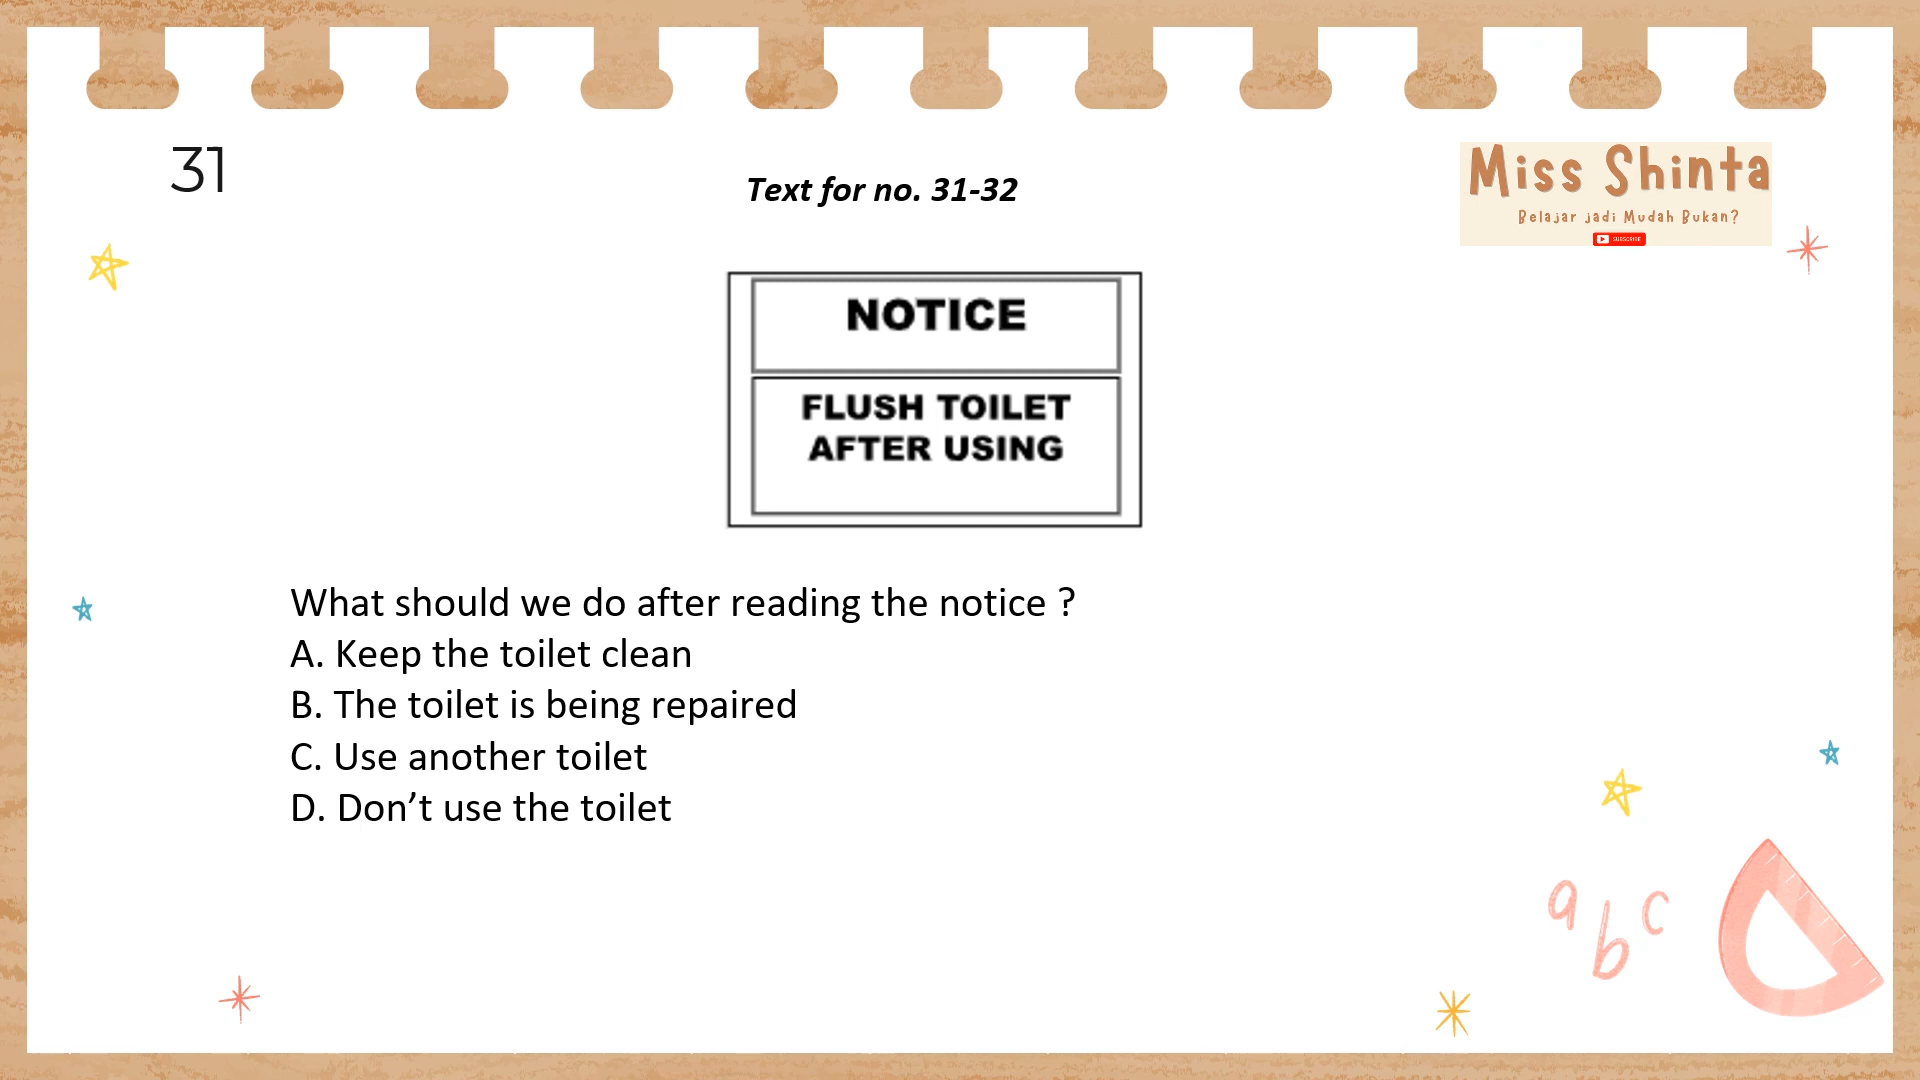 31
Text for no. 31-32
Miss Shinta
Belajar jadi Mudah Bukan?
SUBSCRIBE
NOTICE
FLUSH TOILET
AFTER USING
What should we do after reading the notice ?
A. Keep the toilet clean
B. The toilet is being repaired
C. Use another toilet
D. Don’t use the toilet
a
b
c